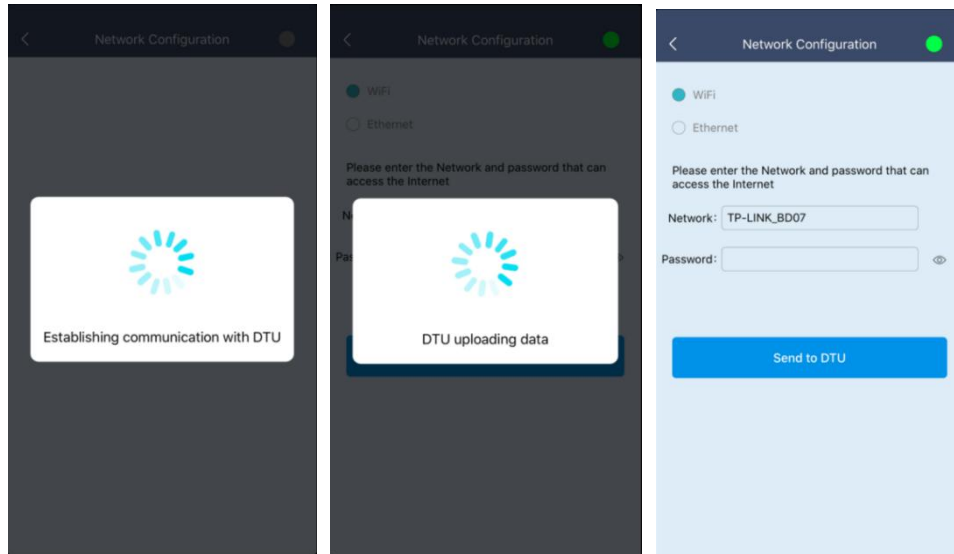 Network Configuration
Establishing communication with DTU
Network Configuration
WiFi
Ethernet
Please enter the Network and password that can
access the Internet
DTU uploading data
Network Configuration
WiFi
Ethernet
Please enter the Network and password that can
access the Internet
Network: TP-LINK_BD07
Password:
Send to DTU